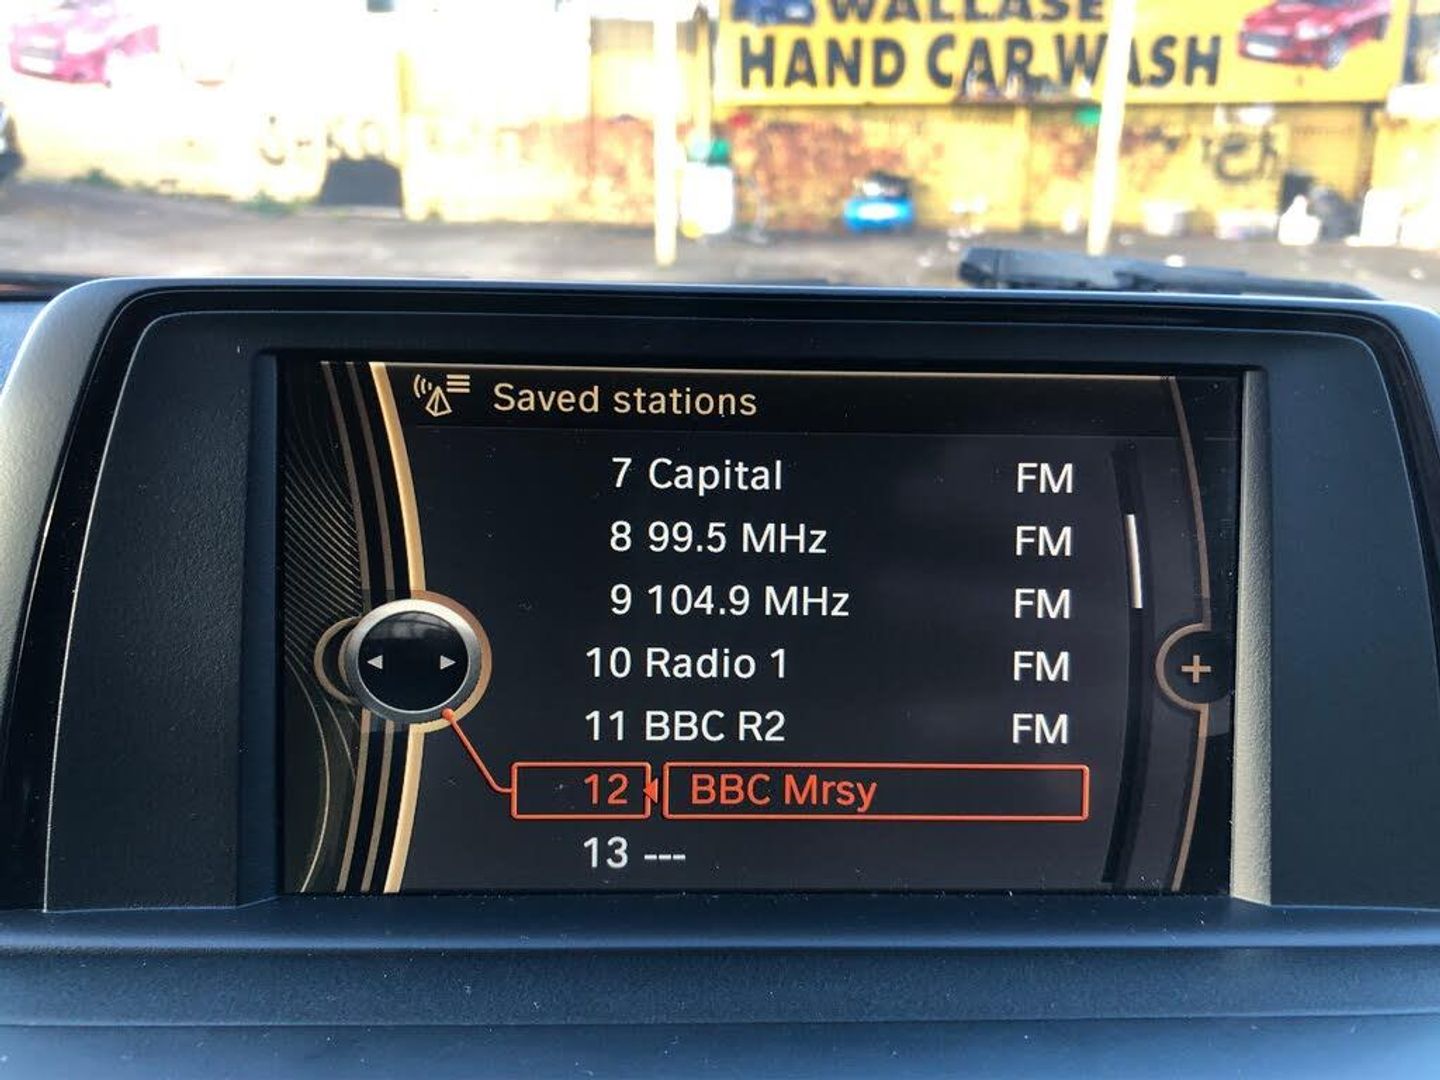 WALLASE
HAND CAR WASH
Saved stations
7 Capital FM
8 99.5 MHz FM
9 104.9 MHz FM
10 Radio 1 FM
11 BBC R2 FM
12 BBC Mrsy
13 ---